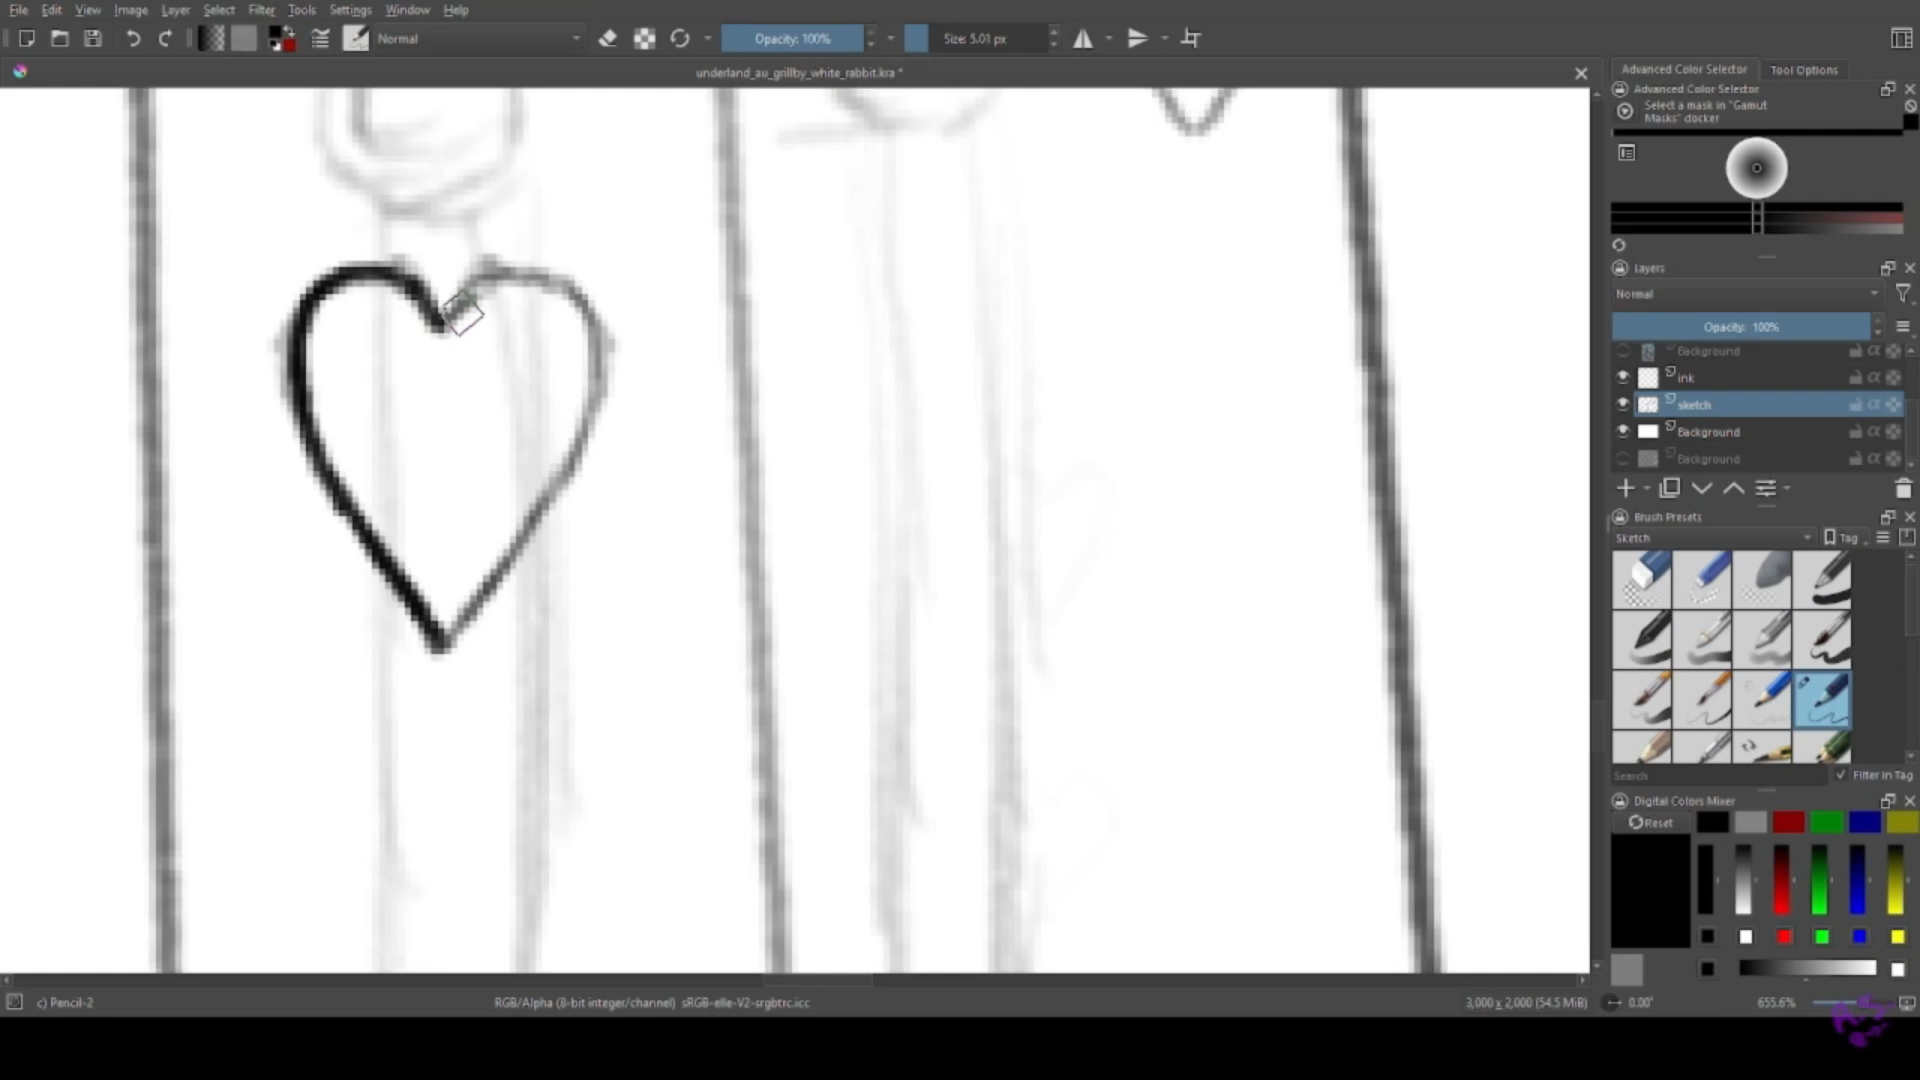 File Edit View Image Layer Select Filter Tools Settings Window Help
Normal Opacity: 100% Size: 5.01 px
underland_au_grillby_white_rabbit.kra *
Advanced Color Selector Tool Options
Advanced Color Selector
Select a mask in "Gamut
Masks" docker
Layers
Normal
Opacity: 100%
Background
ink
sketch
Background
Background
Brush Presets
Sketch Tag
Search Filter in Tag
Digital Colors Mixer
Reset
c) Pencil-2 RGB/Alpha (8-bit integer/channel) sRGB-elle-V2-srgbtrc.icc 3,000 x 2,000 (54.5 MiB) 0.00° 655.6%